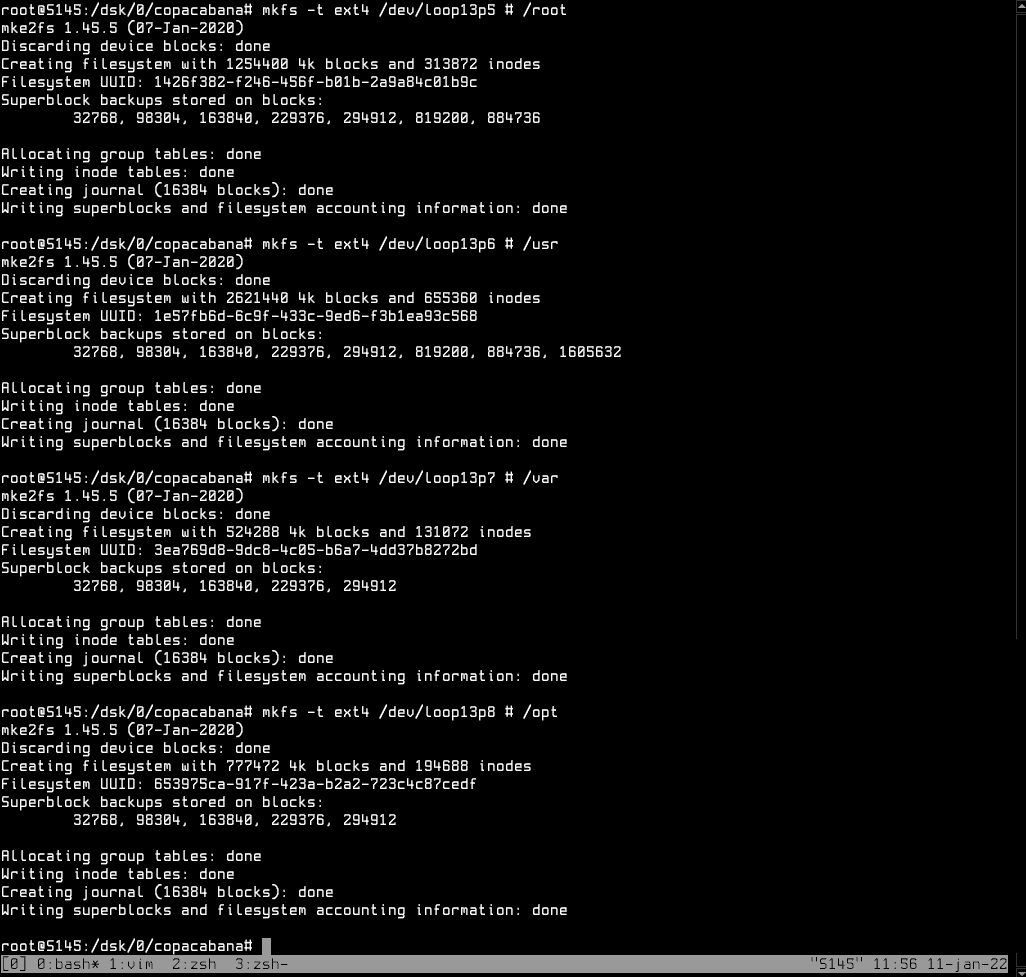 root@S145:/dsk/0/copacabana# mkfs -t ext4 /dev/loop13p5 # /root
mke2fs 1.45.5 (07-Jan-2020)
Discarding device blocks: done
Creating filesystem with 1254400 4k blocks and 313872 inodes
Filesystem UUID: 1426f382-f246-456f-b01b-2a9a84c01b9c
Superblock backups stored on blocks:
        32768, 98304, 163840, 229376, 294912, 819200, 884736

Allocating group tables: done
Writing inode tables: done
Creating journal (16384 blocks): done
Writing superblocks and filesystem accounting information: done

root@S145:/dsk/0/copacabana# mkfs -t ext4 /dev/loop13p6 # /usr
mke2fs 1.45.5 (07-Jan-2020)
Discarding device blocks: done
Creating filesystem with 2621440 4k blocks and 655360 inodes
Filesystem UUID: 1e57fb6d-6c9f-433c-9ed6-f3b1ea93c568
Superblock backups stored on blocks:
        32768, 98304, 163840, 229376, 294912, 819200, 884736, 1605632

Allocating group tables: done
Writing inode tables: done
Creating journal (16384 blocks): done
Writing superblocks and filesystem accounting information: done

root@S145:/dsk/0/copacabana# mkfs -t ext4 /dev/loop13p7 # /var
mke2fs 1.45.5 (07-Jan-2020)
Discarding device blocks: done
Creating filesystem with 524288 4k blocks and 131072 inodes
Filesystem UUID: 3ea769d8-9dc8-4c05-b6a7-4dd37b8272bd
Superblock backups stored on blocks:
        32768, 98304, 163840, 229376, 294912

Allocating group tables: done
Writing inode tables: done
Creating journal (16384 blocks): done
Writing superblocks and filesystem accounting information: done

root@S145:/dsk/0/copacabana# mkfs -t ext4 /dev/loop13p8 # /opt
mke2fs 1.45.5 (07-Jan-2020)
Discarding device blocks: done
Creating filesystem with 777472 4k blocks and 194688 inodes
Filesystem UUID: 653975ca-917f-423a-b2a2-723c4c87cedf
Superblock backups stored on blocks:
        32768, 98304, 163840, 229376, 294912

Allocating group tables: done
Writing inode tables: done
Creating journal (16384 blocks): done
Writing superblocks and filesystem accounting information: done

root@S145:/dsk/0/copacabana#
[0] 0:bash* 1:vim  2:zsh  3:zsh- "S145" 11:56 11-jan-22